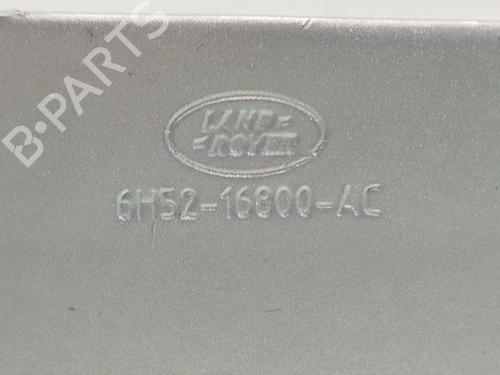 B-PARTS
LAND-
-ROVER
6H52-16800-AC